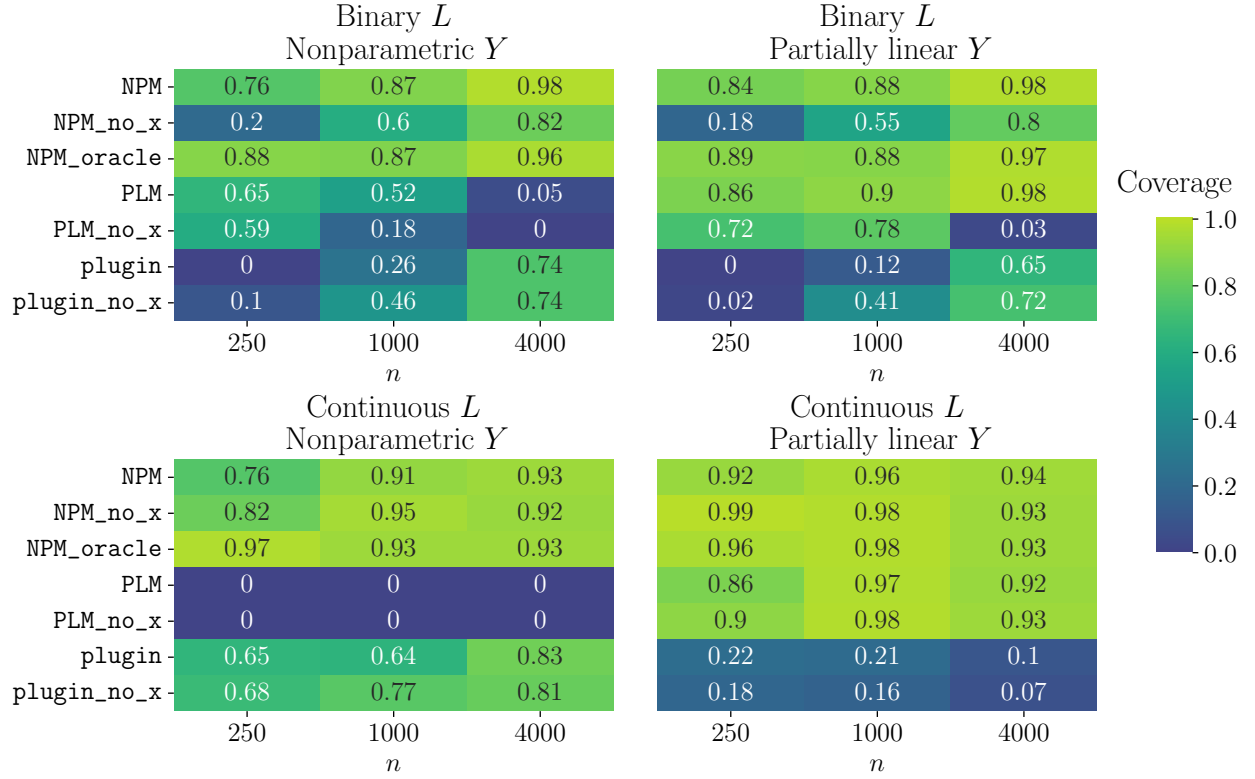 Binary L
Nonparametric Y
NPM 0.76 0.87 0.98
NPM_no_x 0.2 0.6 0.82
NPM_oracle 0.88 0.87 0.96
PLM 0.65 0.52 0.05
PLM_no_x 0.59 0.18 0
plugin 0 0.26 0.74
plugin_no_x 0.1 0.46 0.74
250 1000 4000
n
Binary L
Partially linear Y
0.84 0.88 0.98
0.18 0.55 0.8
0.89 0.88 0.97
0.86 0.9 0.98
0.72 0.78 0.03
0 0.12 0.65
0.02 0.41 0.72
250 1000 4000
n
Continuous L
Nonparametric Y
NPM 0.76 0.91 0.93
NPM_no_x 0.82 0.95 0.92
NPM_oracle 0.97 0.93 0.93
PLM 0 0 0
PLM_no_x 0 0 0
plugin 0.65 0.64 0.83
plugin_no_x 0.68 0.77 0.81
250 1000 4000
n
Continuous L
Partially linear Y
0.92 0.96 0.94
0.99 0.98 0.93
0.96 0.98 0.93
0.86 0.97 0.92
0.9 0.98 0.93
0.22 0.21 0.1
0.18 0.16 0.07
250 1000 4000
n
Coverage
1.0
0.8
0.6
0.4
0.2
0.0